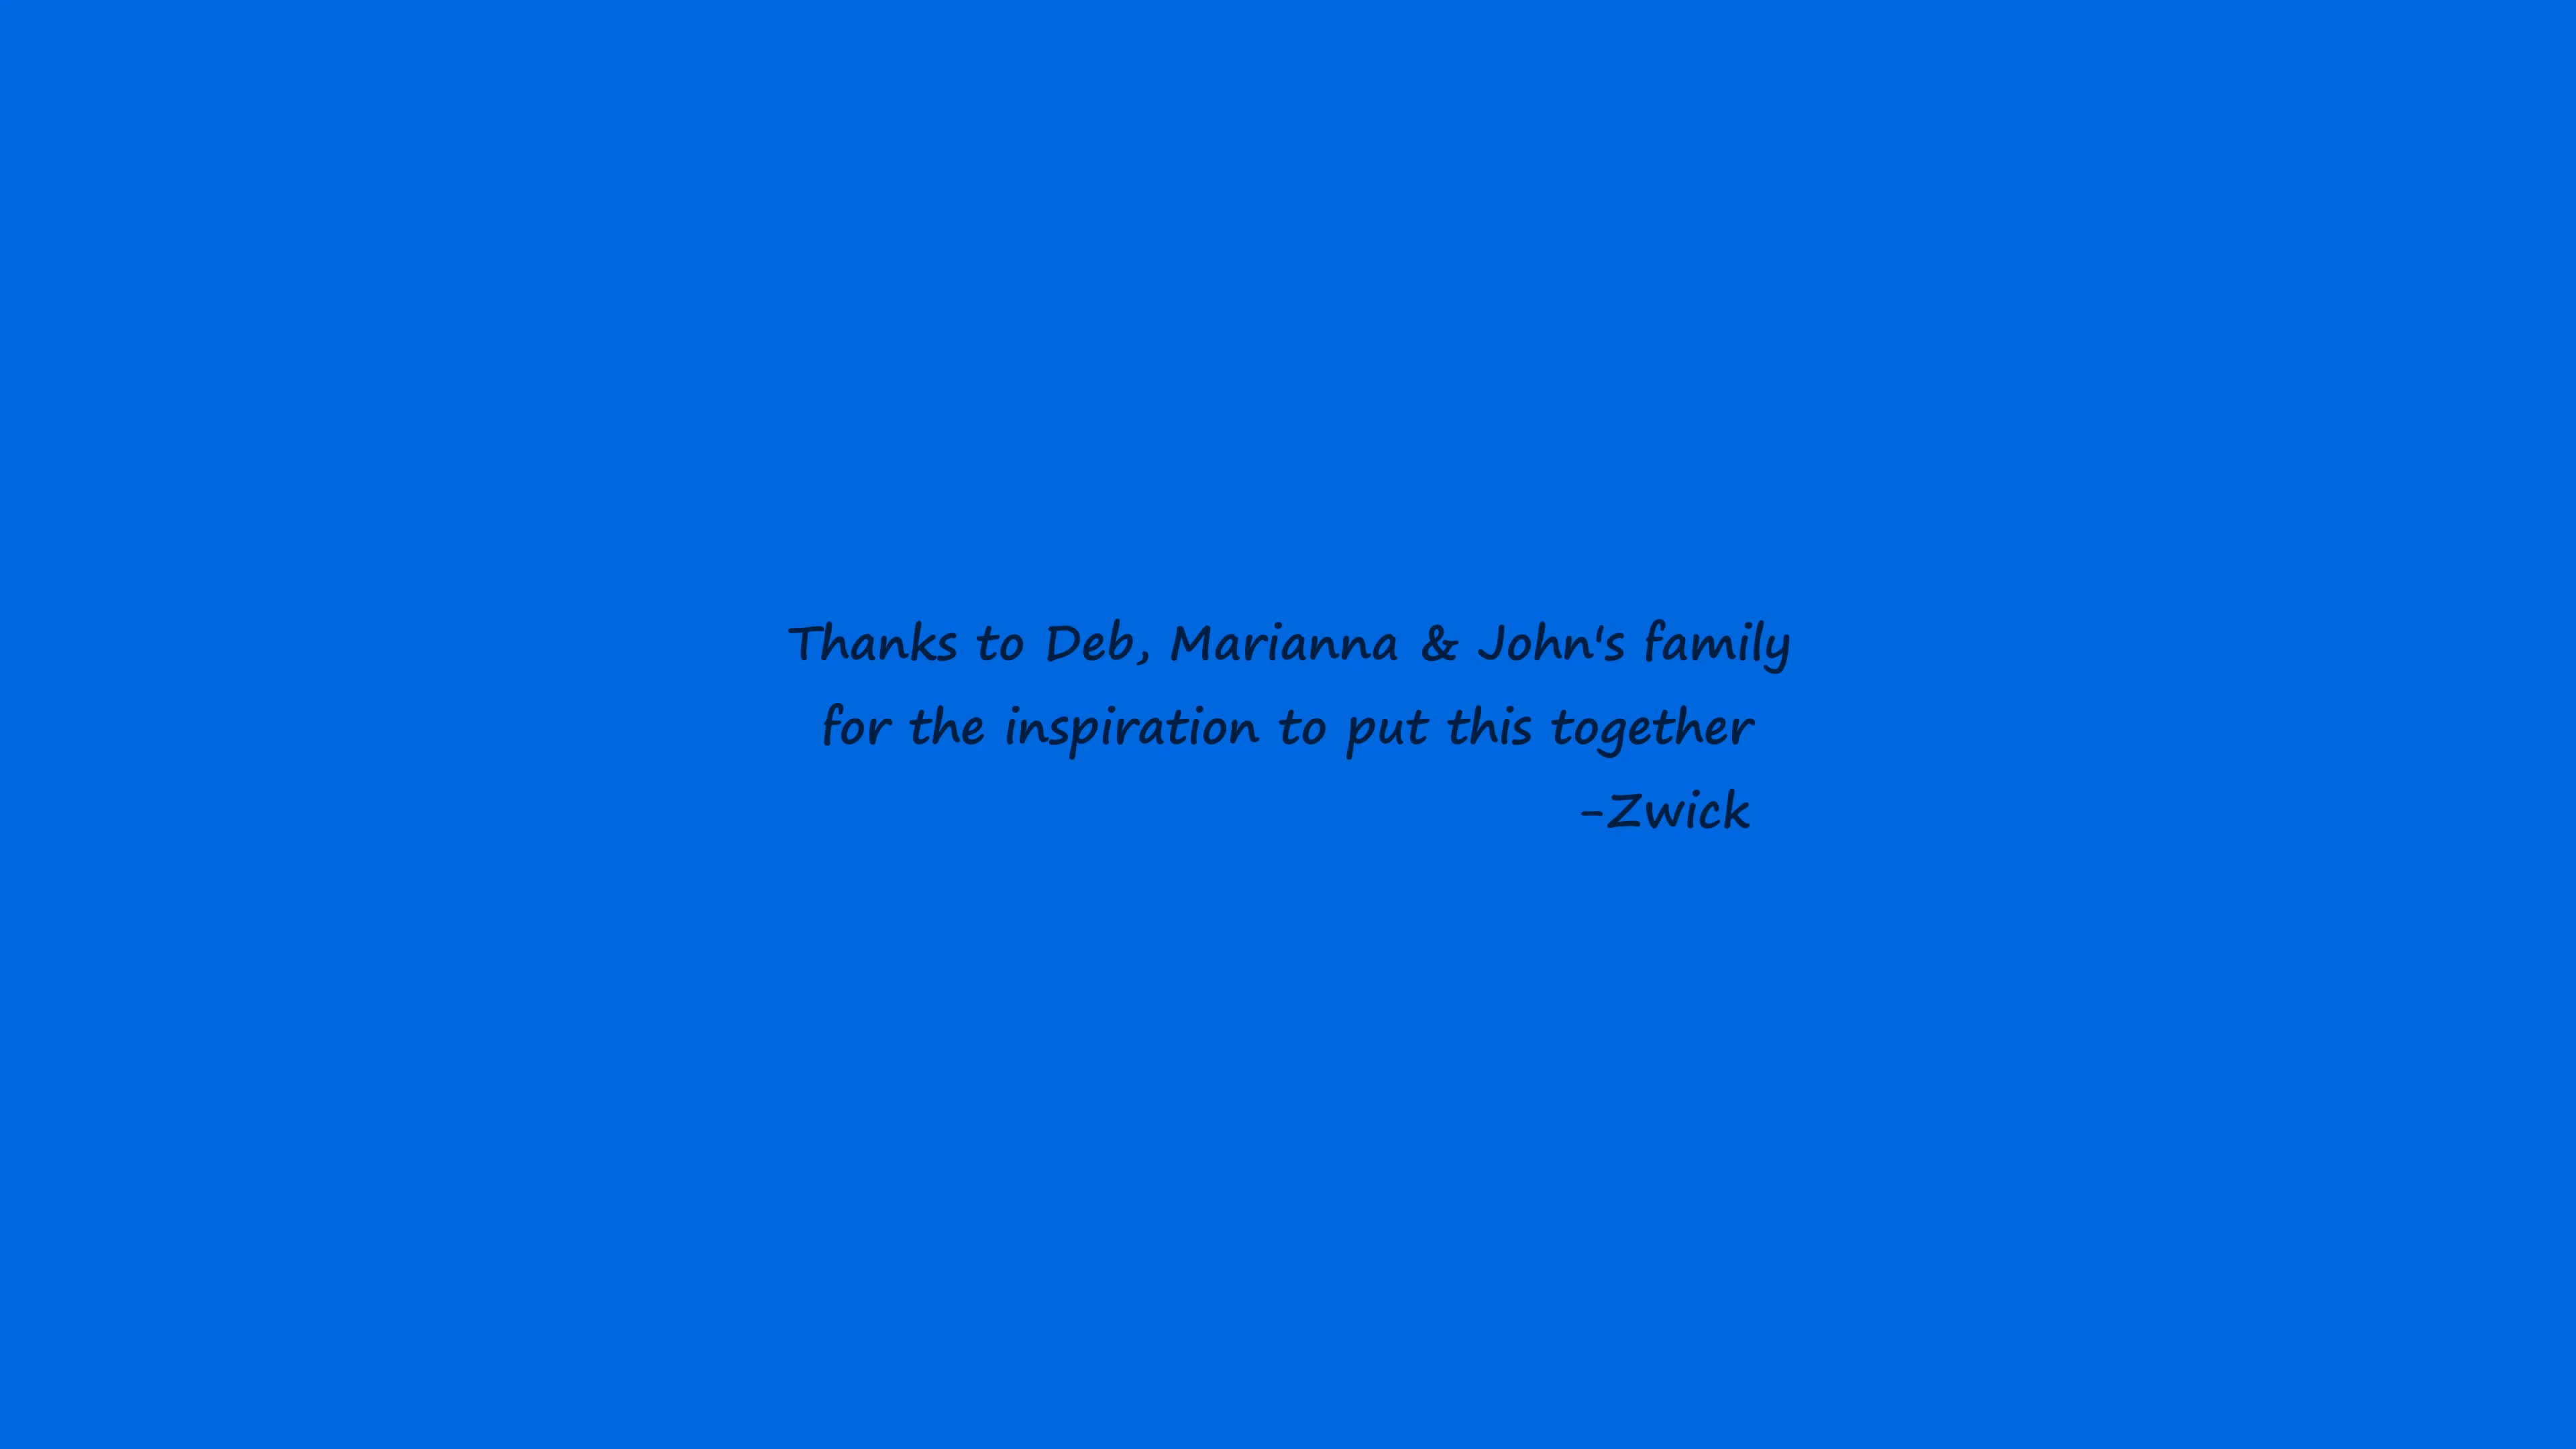 Thanks to Deb, Marianna & John's family
for the inspiration to put this together
-Zwick